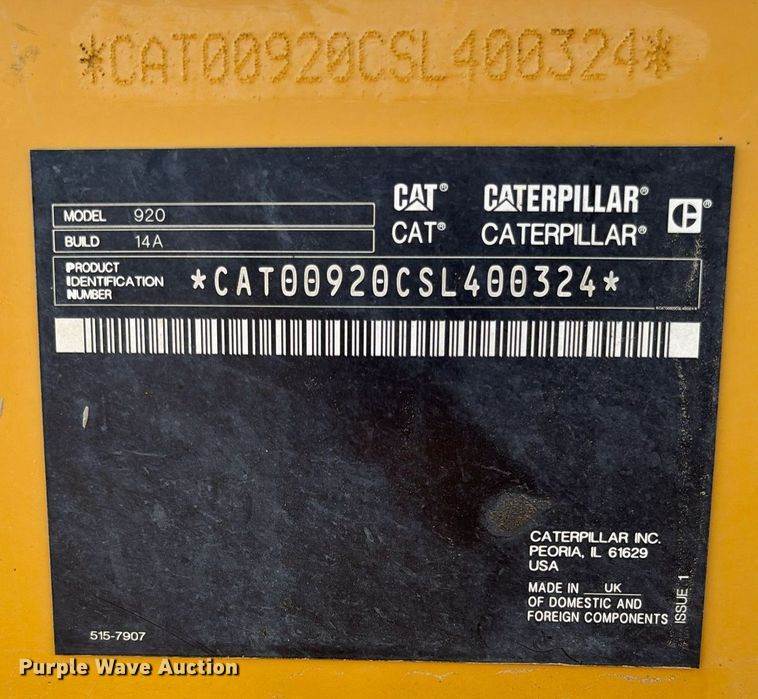 *CAT00920CSL400324*
CAT® CATERPILLAR®
CAT® CATERPILLAR®
MODEL 920
BUILD 14A
PRODUCT IDENTIFICATION NUMBER
*CAT00920CSL400324*
CATERPILLAR INC.
PEORIA, IL 61629
USA
MADE IN UK
OF DOMESTIC AND
FOREIGN COMPONENTS
ISSUE 1
515-7907
Purple Wave Auction